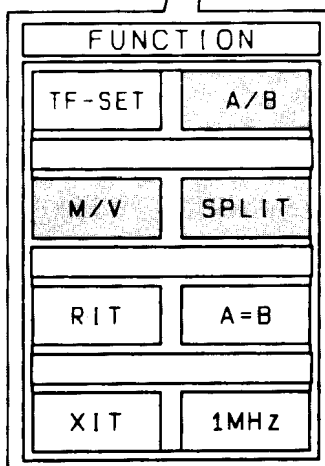 FUNCTION
TF-SET A/B
M/V SPLIT
RIT A=B
XIT 1MHz